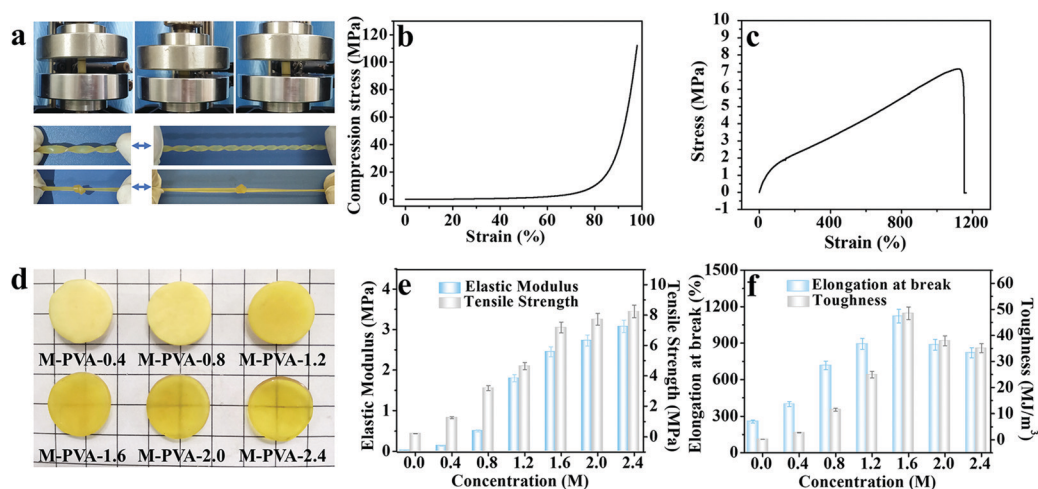 a
b
Compression stress (MPa)
120
100
80
60
40
20
0
0 20 40 60 80 100
Strain (%)
c
Stress (MPa)
8
7
6
5
4
3
2
1
0
-1
0 400 800 1200
Strain (%)
d
M-PVA-0.4 M-PVA-0.8 M-PVA-1.2
M-PVA-1.6 M-PVA-2.0 M-PVA-2.4
e
Elastic Modulus
Tensile Strength
Elastic Modulus (MPa)
4
3
2
1
0
Tensile Strength (MPa)
10
8
6
4
2
0
0.0 0.4 0.8 1.2 1.6 2.0 2.4
Concentration (M)
f
Elongation at break
Toughness
Elongation at break (%)
1500
1200
900
600
300
0
Toughness (MJ/m³)
60
50
40
30
20
10
0
0.0 0.4 0.8 1.2 1.6 2.0 2.4
Concentration (M)